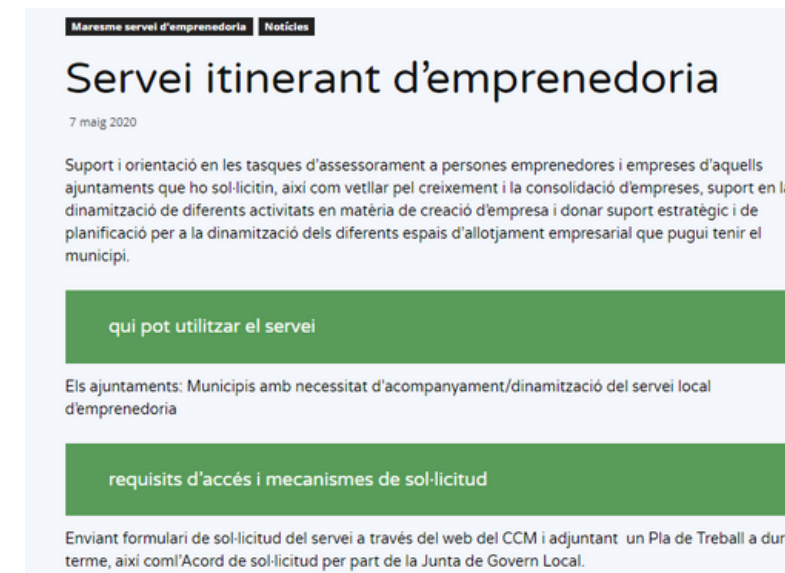 Maresme servei d'emprenedoria Notícies
Servei itinerant d'emprenedoria
7 maig 2020
Suport i orientació en les tasques d'assessorament a persones emprenedores i empreses d'aquells
ajuntaments que ho sol·licitin, així com vetllar pel creixement i la consolidació d'empreses, suport en la
dinamització de diferents activitats en matèria de creació d'empresa i donar suport estratègic i de
planificació per a la dinamització dels diferents espais d'allotjament empresarial que pugui tenir el
municipi.
qui pot utilitzar el servei
Els ajuntaments: Municipis amb necessitat d'acompanyament/dinamització del servei local
d'emprenedoria
requisits d'accés i mecanismes de sol·licitud
Enviant formulari de sol·licitud del servei a través del web del CCM i adjuntant un Pla de Treball a dur
terme, així coml'Acord de sol·licitud per part de la Junta de Govern Local.